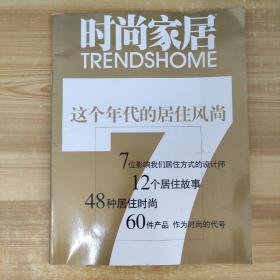 时尚家居
TRENDSHOME
7
这个年代的居住风尚
7位影响我们居住方式的设计师
12个居住故事
48种居住时尚
60件产品 作为时尚的代号